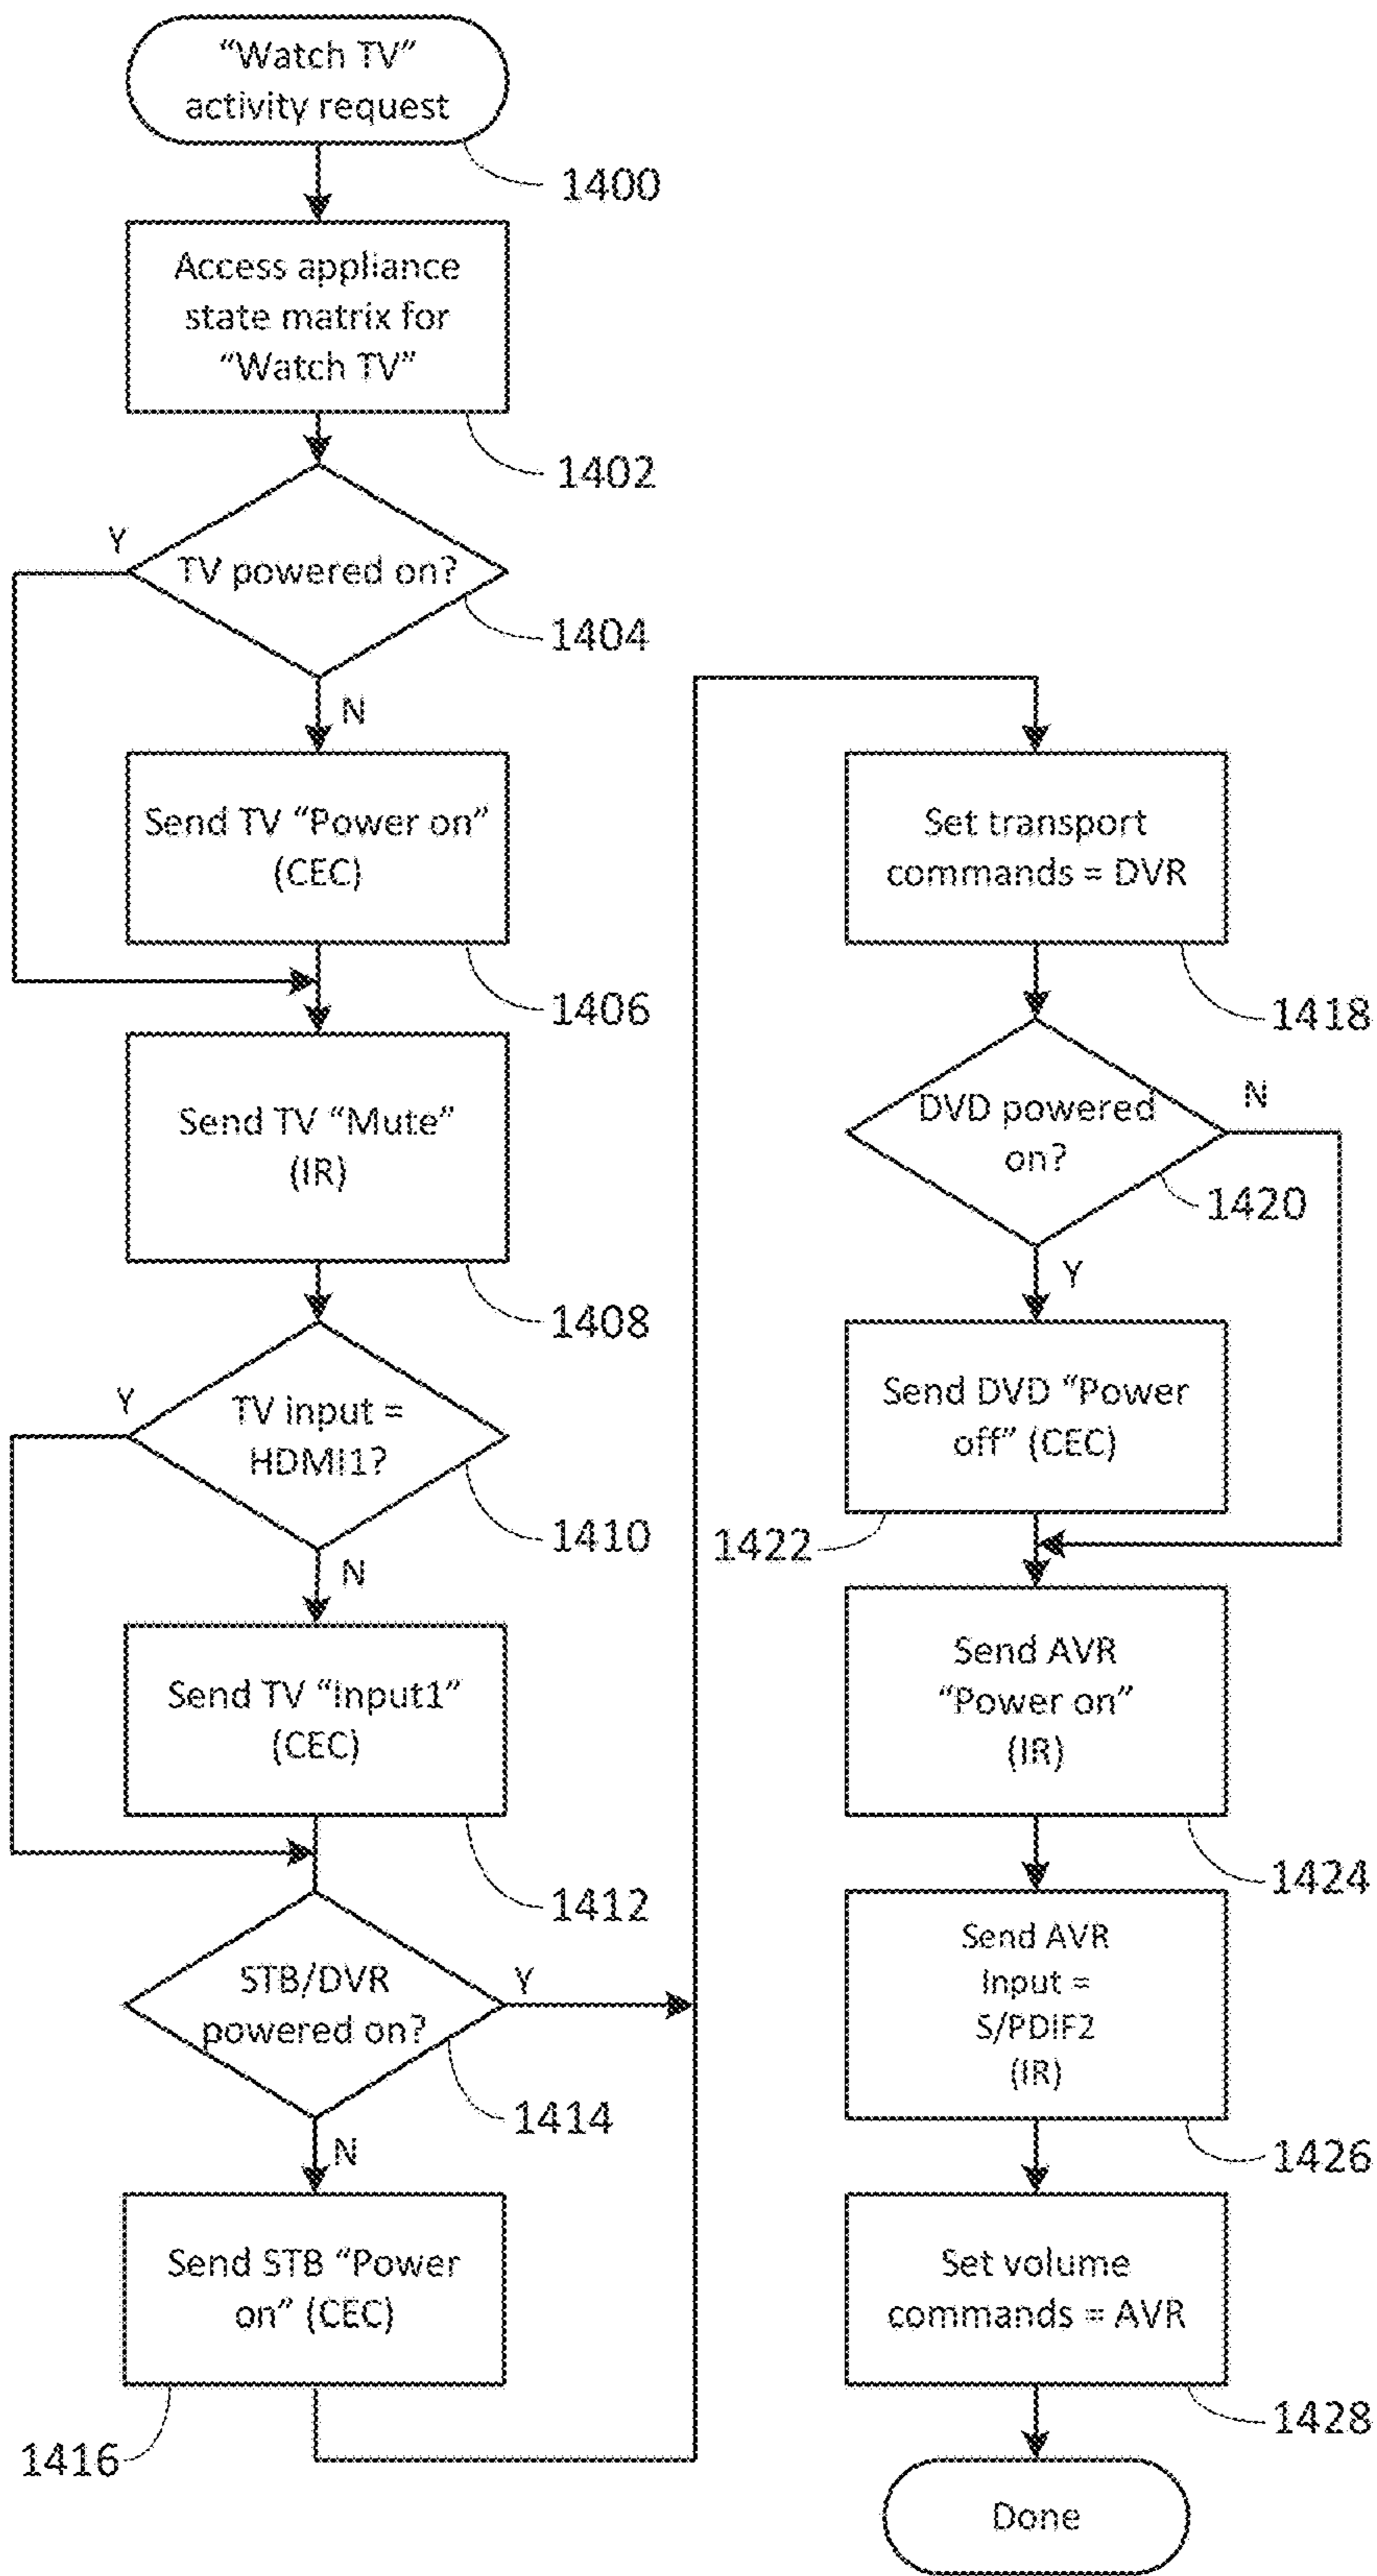 “Watch TV”
activity request
1400
Access appliance
state matrix for
“Watch TV”
1402
Y
TV powered on?
1404
N
Send TV “Power on”
(CEC)
1406
Send TV “Mute”
(IR)
1408
Y
TV input =
HDMI1?
1410
N
Send TV “Input1”
(CEC)
1412
STB/DVR
powered on?
Y
1414
N
Send STB “Power
on” (CEC)
1416
Set transport
commands = DVR
1418
DVD powered
on?
N
1420
Y
Send DVD “Power
off” (CEC)
1422
Send AVR
“Power on”
(IR)
1424
Send AVR
Input =
S/PDIF2
(IR)
1426
Set volume
commands = AVR
1428
Done